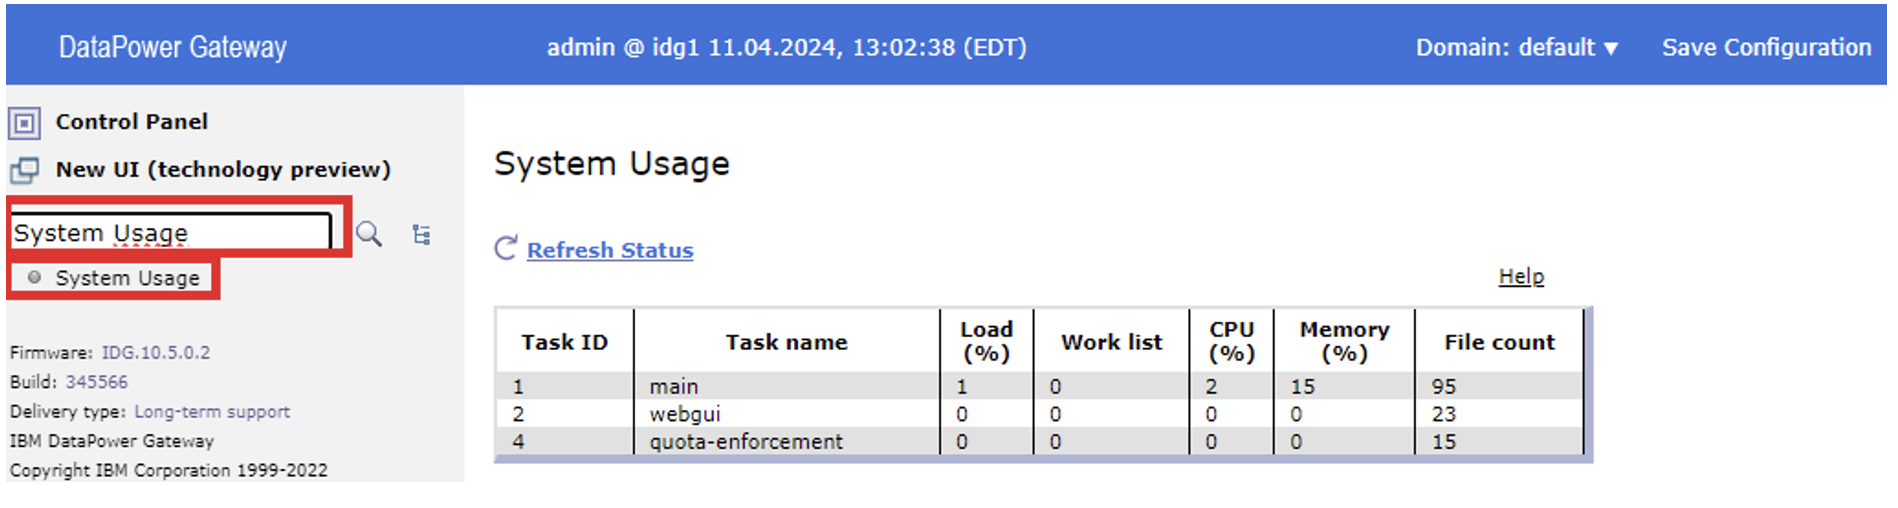 DataPower Gateway
admin @ idg1 11.04.2024, 13:02:38 (EDT)
Domain: default ▼
Save Configuration
Control Panel
New UI (technology preview)
System Usage
System Usage
Firmware: IDG.10.5.0.2
Build: 345566
Delivery type: Long-term support
IBM DataPower Gateway
Copyright IBM Corporation 1999-2022
System Usage
Refresh Status
Help
Task ID Task name Load (%) Work list CPU (%) Memory (%) File count
1 main 1 0 2 15 95
2 webgui 0 0 0 0 23
4 quota-enforcement 0 0 0 0 15